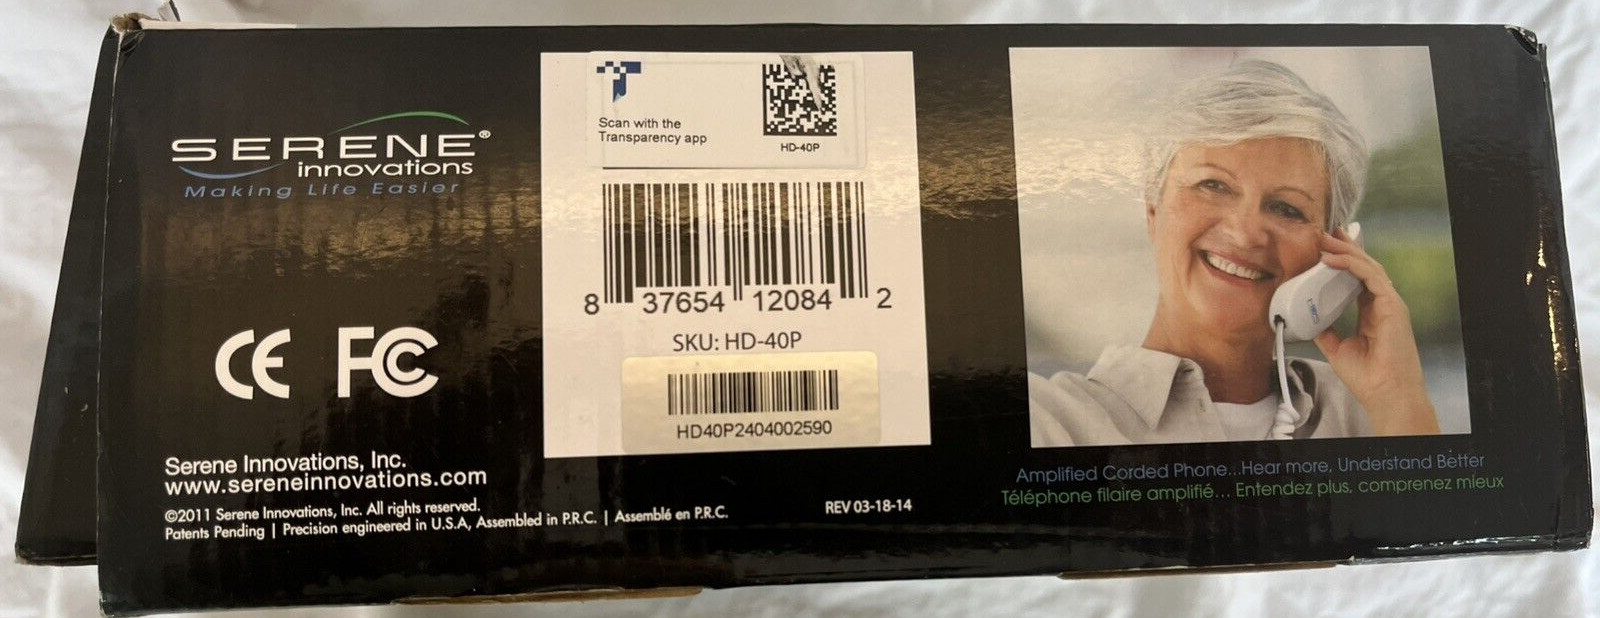 SERENE®
innovations
Making Life Easier
CE FC
Serene Innovations, Inc.
www.sereneinnovations.com
©2011 Serene Innovations, Inc. All rights reserved.
Patents Pending | Precision engineered in U.S.A, Assembled in P.R.C. | Assemblé en P.R.C.
REV 03-18-14
Scan with the
Transparency app
HD-40P
8 37654 12084 2
SKU: HD-40P
HD40P2404002590
Amplified Corded Phone...Hear more, Understand Better
Téléphone filaire amplifié... Entendez plus, comprenez mieux